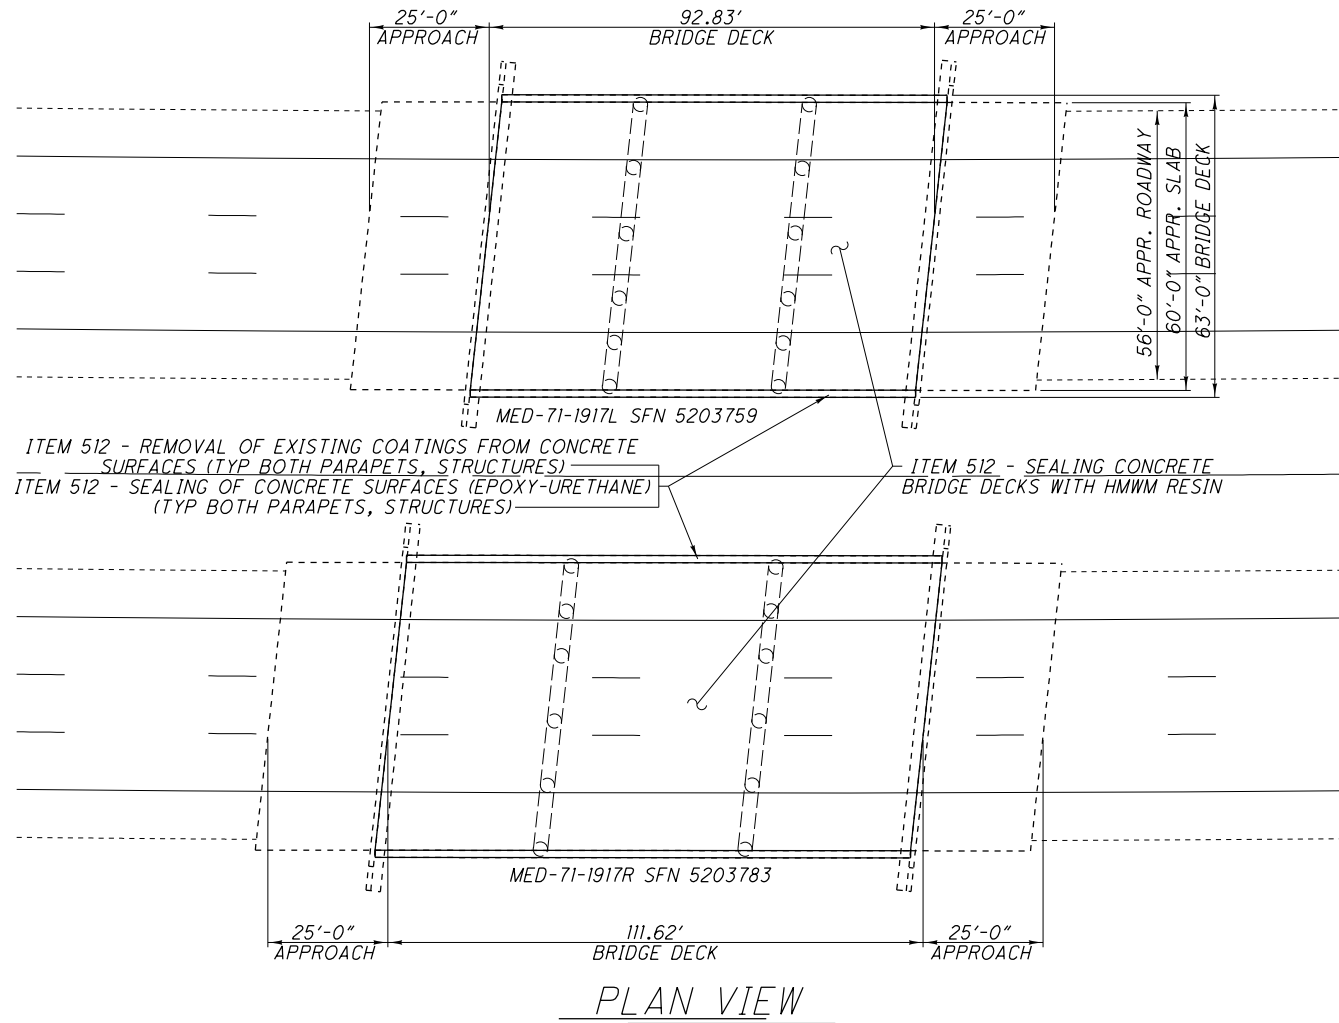 25'-0"
APPROACH
92.83'
BRIDGE DECK
25'-0"
APPROACH
56'-0" APPR. ROADWAY
60'-0" APPR. SLAB
63'-0" BRIDGE DECK
MED-71-1917L SFN 5203759
ITEM 512 - REMOVAL OF EXISTING COATINGS FROM CONCRETE
SURFACES (TYP BOTH PARAPETS, STRUCTURES)
ITEM 512 - SEALING OF CONCRETE SURFACES (EPOXY-URETHANE)
(TYP BOTH PARAPETS, STRUCTURES)
ITEM 512 - SEALING CONCRETE
BRIDGE DECKS WITH HMWM RESIN
MED-71-1917R SFN 5203783
25'-0"
APPROACH
111.62'
BRIDGE DECK
25'-0"
APPROACH
PLAN VIEW